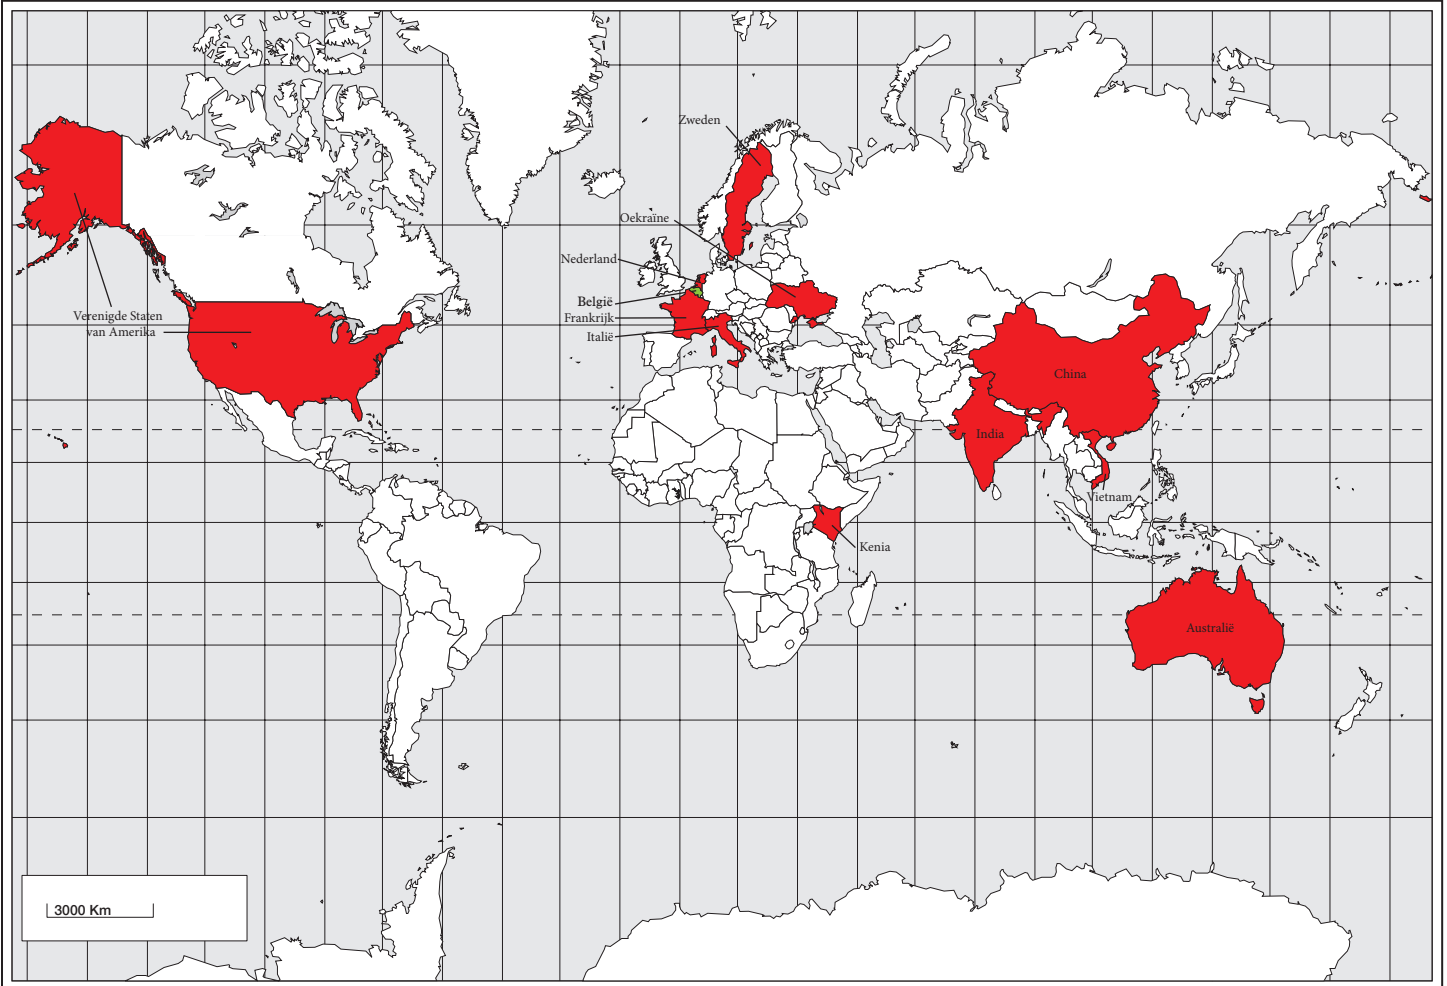 Zweden
Oekraïne
Nederland
België
Frankrijk
Italië
Verenigde Staten
van Amerika
China
India
Vietnam
Kenia
Australië
3000 Km